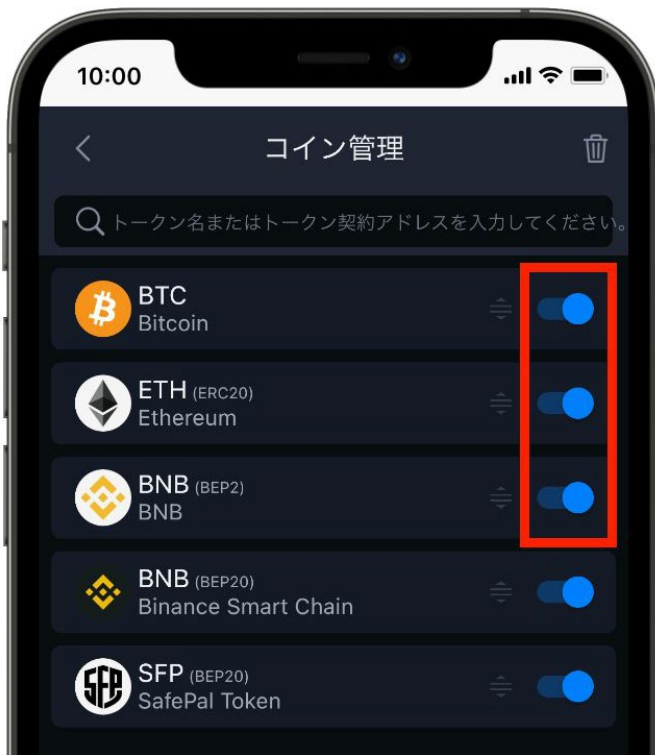 10:00
コイン管理
トークン名またはトークン契約アドレスを入力してください。
BTC
Bitcoin
ETH (ERC20)
Ethereum
BNB (BEP2)
BNB
BNB (BEP20)
Binance Smart Chain
SFP
SFP (BEP20)
SafePal Token